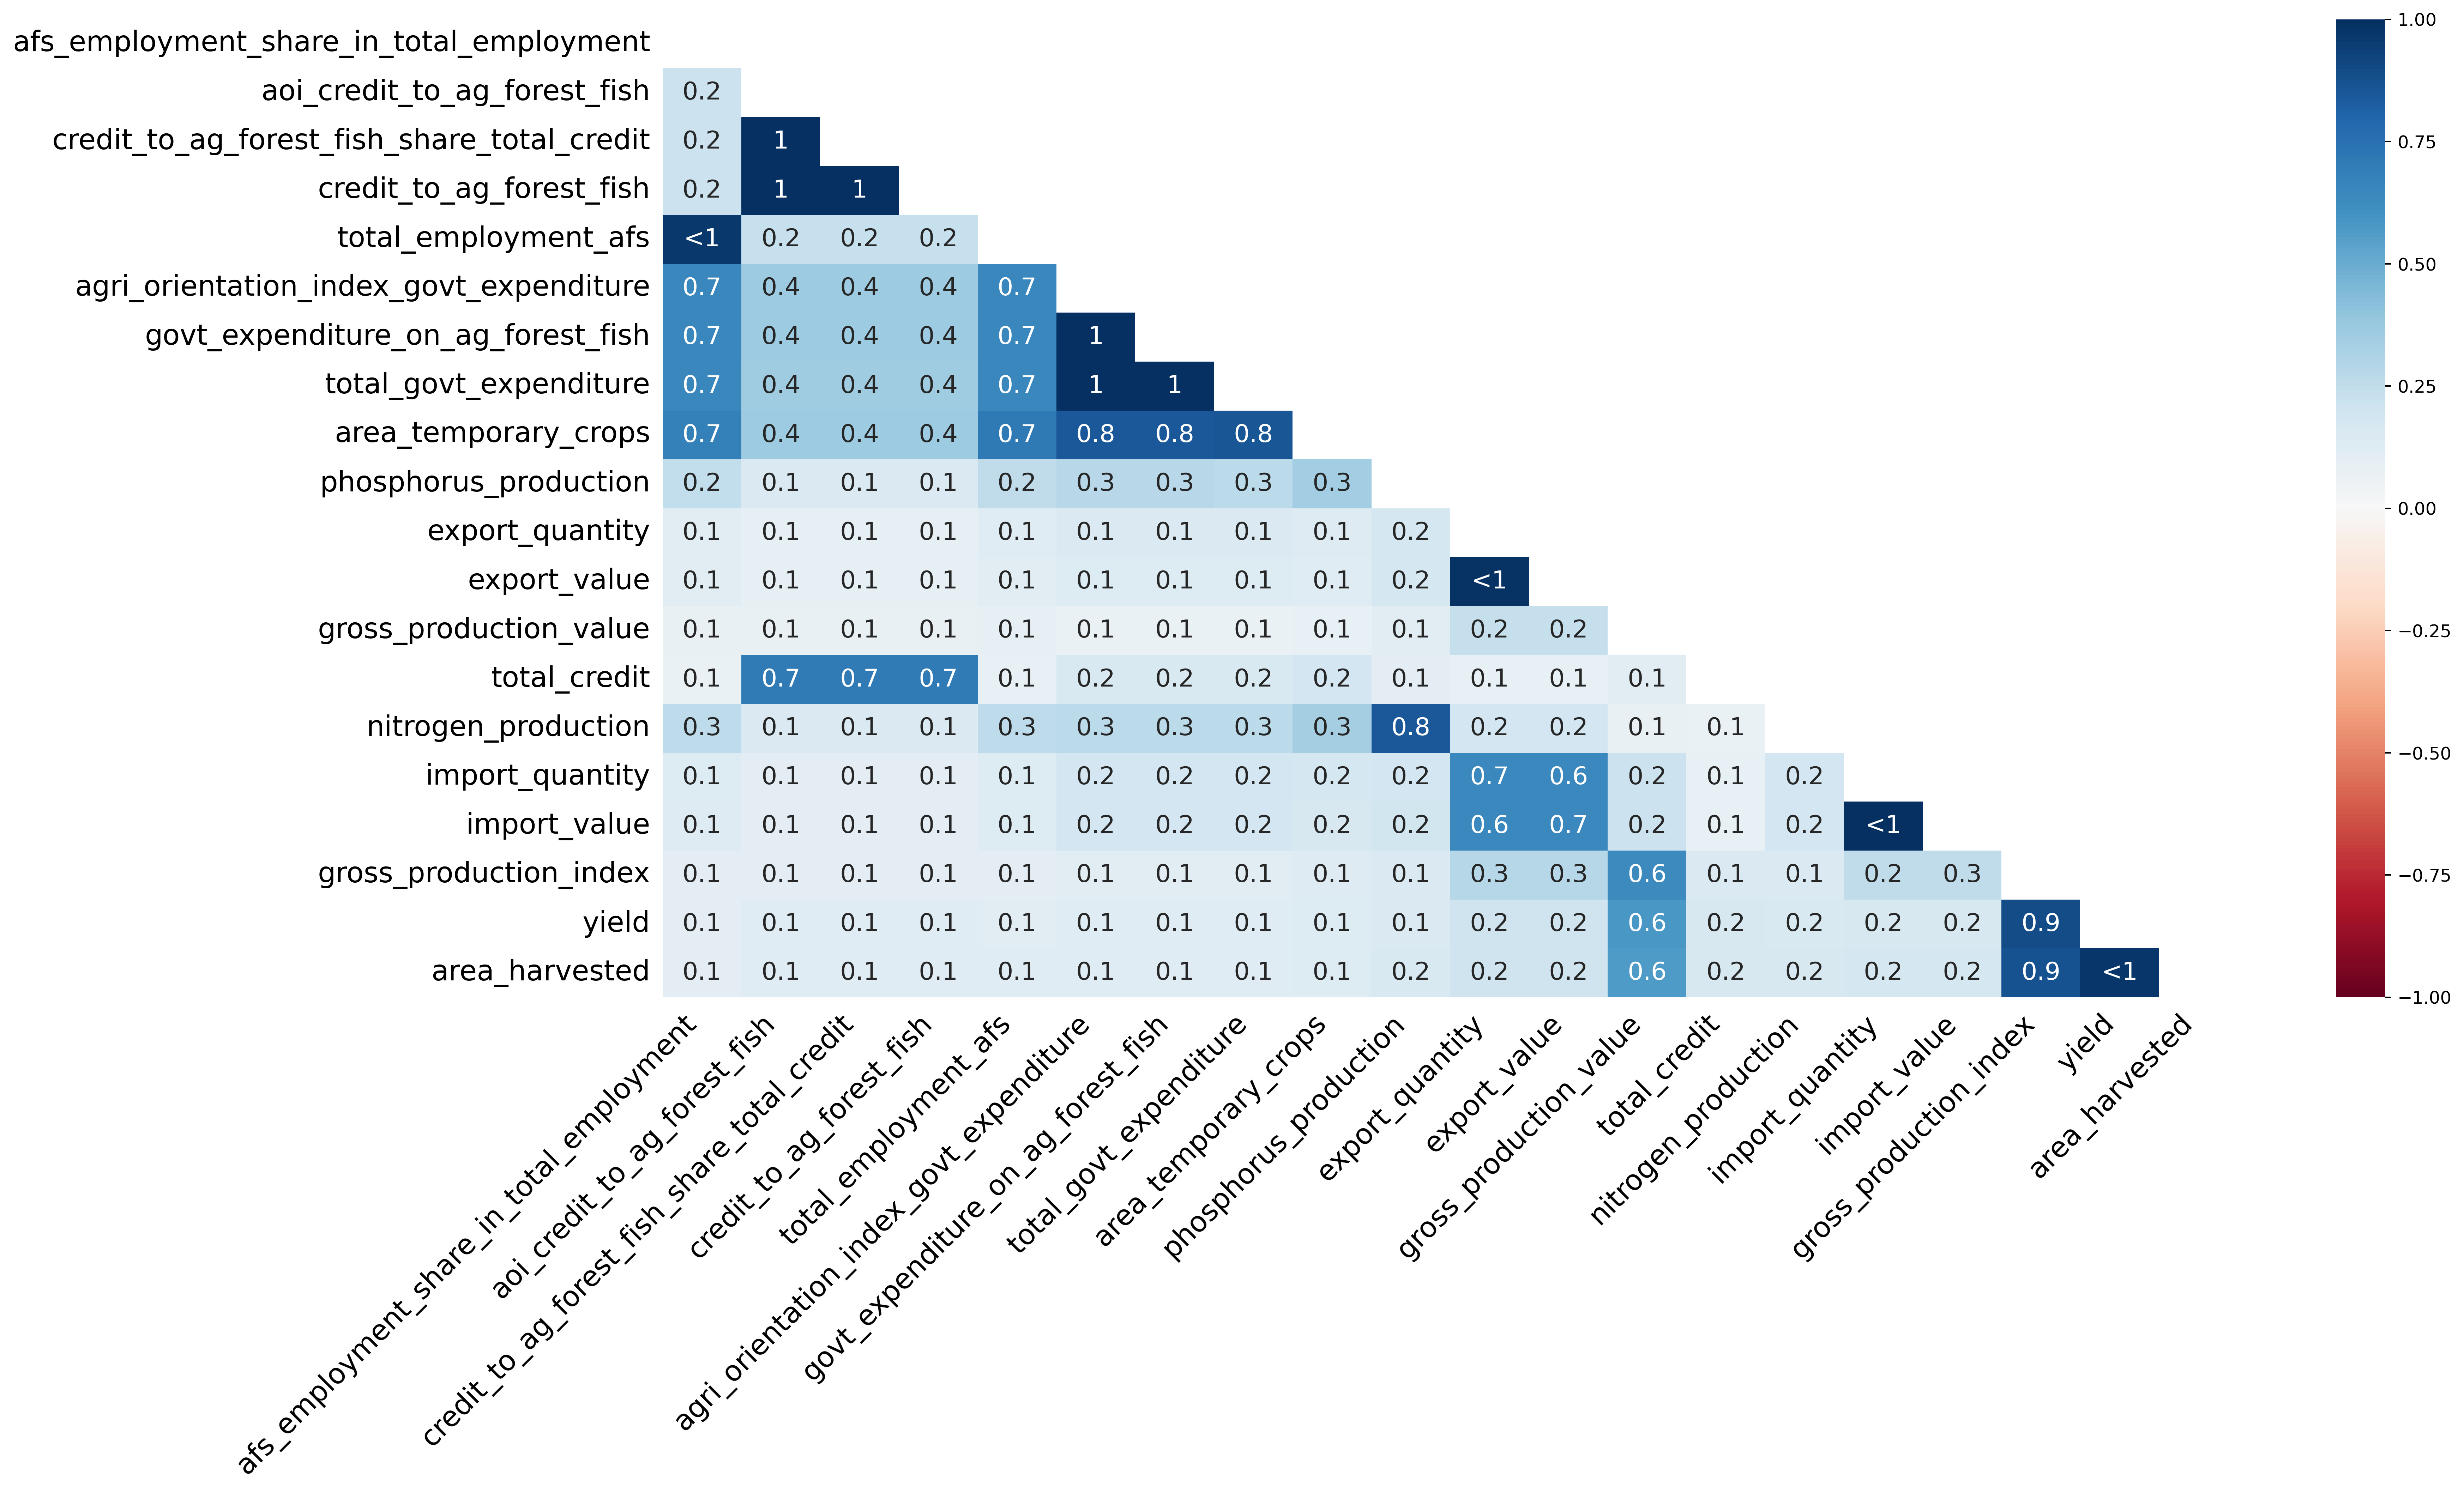 afs_employment_share_in_total_employment
aoi_credit_to_ag_forest_fish 0.2
credit_to_ag_forest_fish_share_total_credit 0.2 1
credit_to_ag_forest_fish 0.2 1 1
total_employment_afs <1 0.2 0.2 0.2
agri_orientation_index_govt_expenditure 0.7 0.4 0.4 0.4 0.7
govt_expenditure_on_ag_forest_fish 0.7 0.4 0.4 0.4 0.7 1
total_govt_expenditure 0.7 0.4 0.4 0.4 0.7 1 1
area_temporary_crops 0.7 0.4 0.4 0.4 0.7 0.8 0.8 0.8
phosphorus_production 0.2 0.1 0.1 0.1 0.2 0.3 0.3 0.3 0.3
export_quantity 0.1 0.1 0.1 0.1 0.1 0.1 0.1 0.1 0.1 0.2
export_value 0.1 0.1 0.1 0.1 0.1 0.1 0.1 0.1 0.1 0.2 <1
gross_production_value 0.1 0.1 0.1 0.1 0.1 0.1 0.1 0.1 0.1 0.1 0.2 0.2
total_credit 0.1 0.7 0.7 0.7 0.1 0.2 0.2 0.2 0.2 0.1 0.1 0.1 0.1
nitrogen_production 0.3 0.1 0.1 0.1 0.3 0.3 0.3 0.3 0.3 0.8 0.2 0.2 0.1 0.1
import_quantity 0.1 0.1 0.1 0.1 0.1 0.2 0.2 0.2 0.2 0.2 0.7 0.6 0.2 0.1 0.2
import_value 0.1 0.1 0.1 0.1 0.1 0.2 0.2 0.2 0.2 0.2 0.6 0.7 0.2 0.1 0.2 <1
gross_production_index 0.1 0.1 0.1 0.1 0.1 0.1 0.1 0.1 0.1 0.1 0.3 0.3 0.6 0.1 0.1 0.2 0.3
yield 0.1 0.1 0.1 0.1 0.1 0.1 0.1 0.1 0.1 0.1 0.2 0.2 0.6 0.2 0.2 0.2 0.2 0.9
area_harvested 0.1 0.1 0.1 0.1 0.1 0.1 0.1 0.1 0.1 0.2 0.2 0.2 0.6 0.2 0.2 0.2 0.2 0.9 <1
afs_employment_share_in_total_employment
aoi_credit_to_ag_forest_fish
credit_to_ag_forest_fish_share_total_credit
credit_to_ag_forest_fish
total_employment_afs
agri_orientation_index_govt_expenditure
govt_expenditure_on_ag_forest_fish
total_govt_expenditure
area_temporary_crops
phosphorus_production
export_quantity
export_value
gross_production_value
total_credit
nitrogen_production
import_quantity
import_value
gross_production_index
yield
area_harvested
1.00
0.75
0.50
0.25
0.00
−0.25
−0.50
−0.75
−1.00